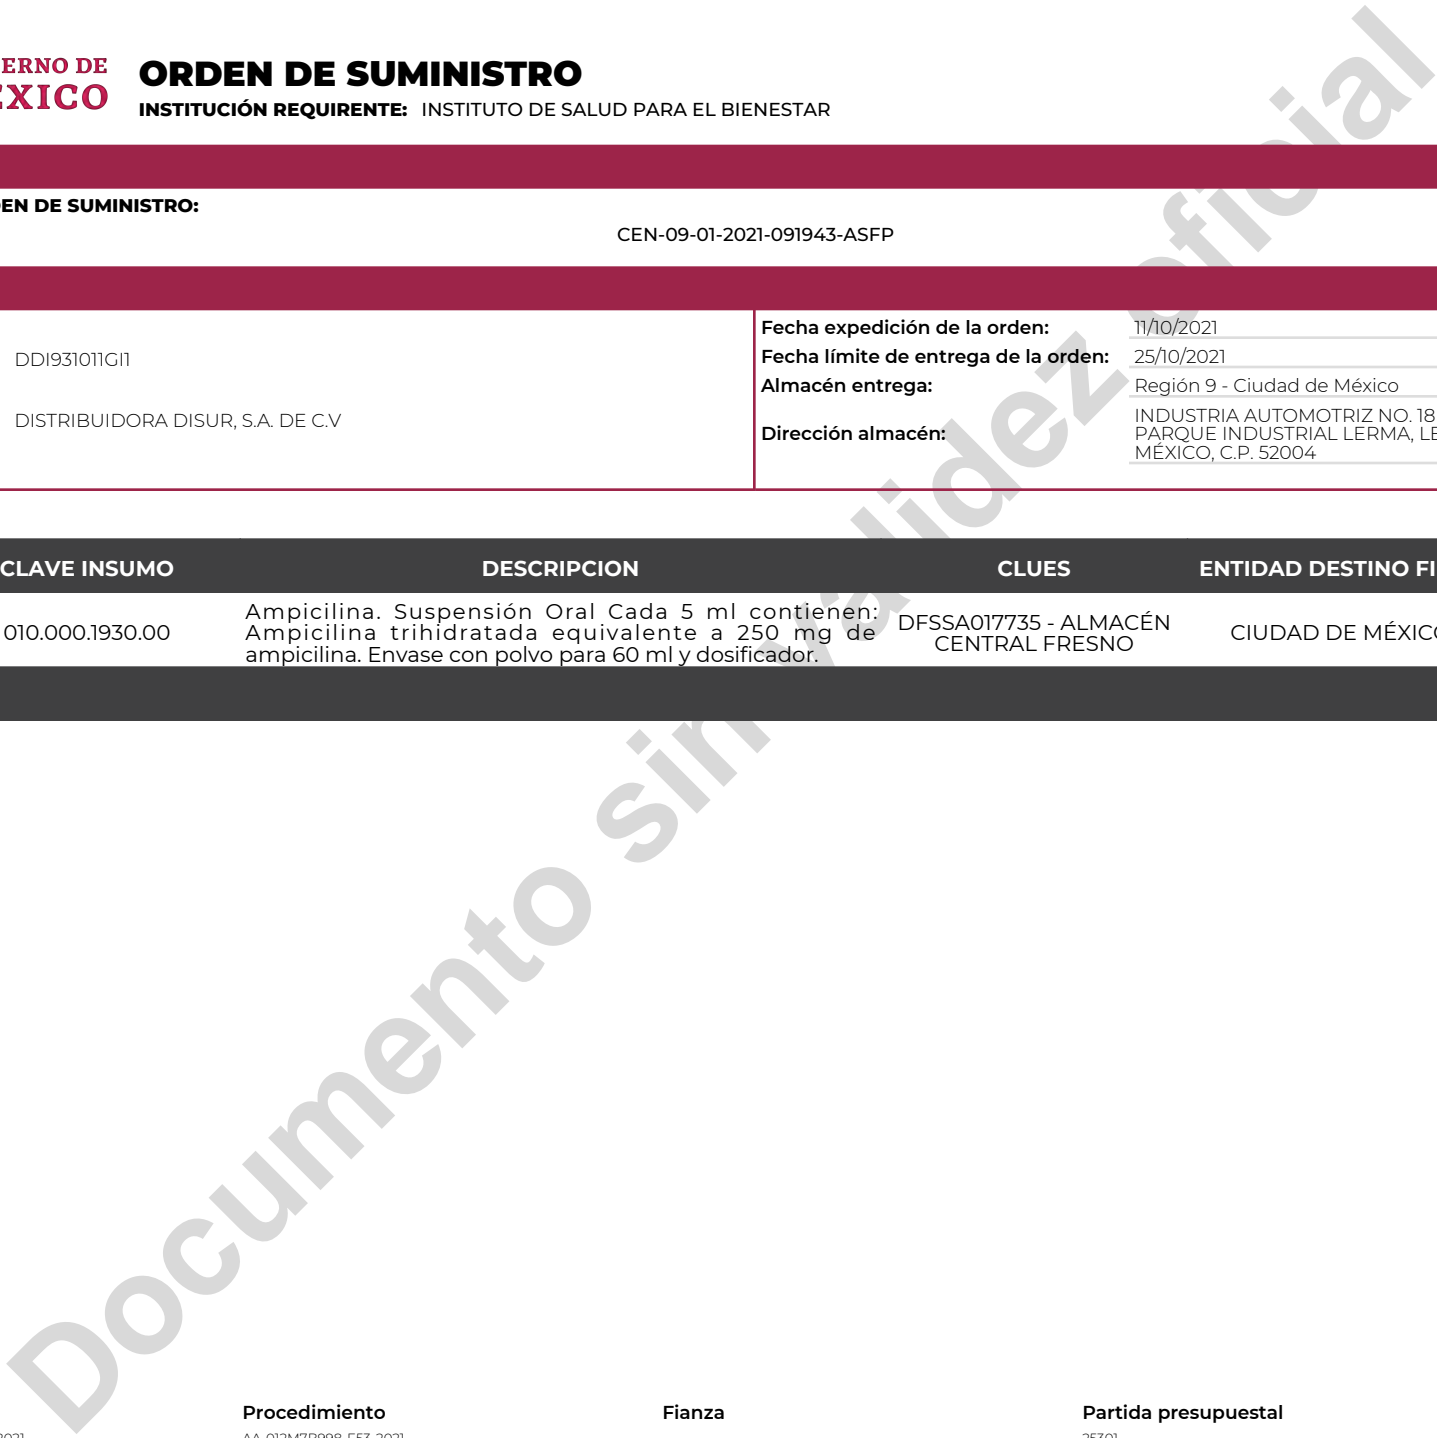 ERNO DE
ÉXICO
ORDEN DE SUMINISTRO
INSTITUCIÓN REQUIRENTE: INSTITUTO DE SALUD PARA EL BIENESTAR
EN DE SUMINISTRO:
CEN-09-01-2021-091943-ASFP
DDI931011GI1
DISTRIBUIDORA DISUR, S.A. DE C.V
Fecha expedición de la orden: 11/10/2021
Fecha límite de entrega de la orden: 25/10/2021
Almacén entrega: Región 9 - Ciudad de México
Dirección almacén:
INDUSTRIA AUTOMOTRIZ NO. 18
PARQUE INDUSTRIAL LERMA, LE
MÉXICO, C.P. 52004
CLAVE INSUMO DESCRIPCION CLUES ENTIDAD DESTINO FI
010.000.1930.00
Ampicilina. Suspensión Oral Cada 5 ml contienen:
Ampicilina trihidratada equivalente a 250 mg de
ampicilina. Envase con polvo para 60 ml y dosificador.
DFSSA017735 - ALMACÉN
CENTRAL FRESNO
CIUDAD DE MÉXICO
Documento sin validez oficial
Procedimiento Fianza Partida presupuestal